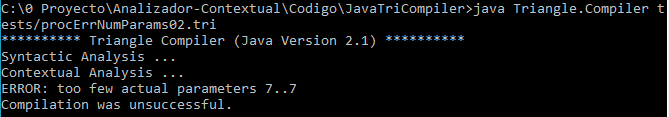 C:\0 Proyecto\Analizador-Contextual\Codigo\JavaTriCompiler>java Triangle.Compiler t
ests/procErrNumParams02.tri
********** Triangle Compiler (Java Version 2.1) **********
Syntactic Analysis ...
Contextual Analysis ...
ERROR: too few actual parameters 7..7
Compilation was unsuccessful.